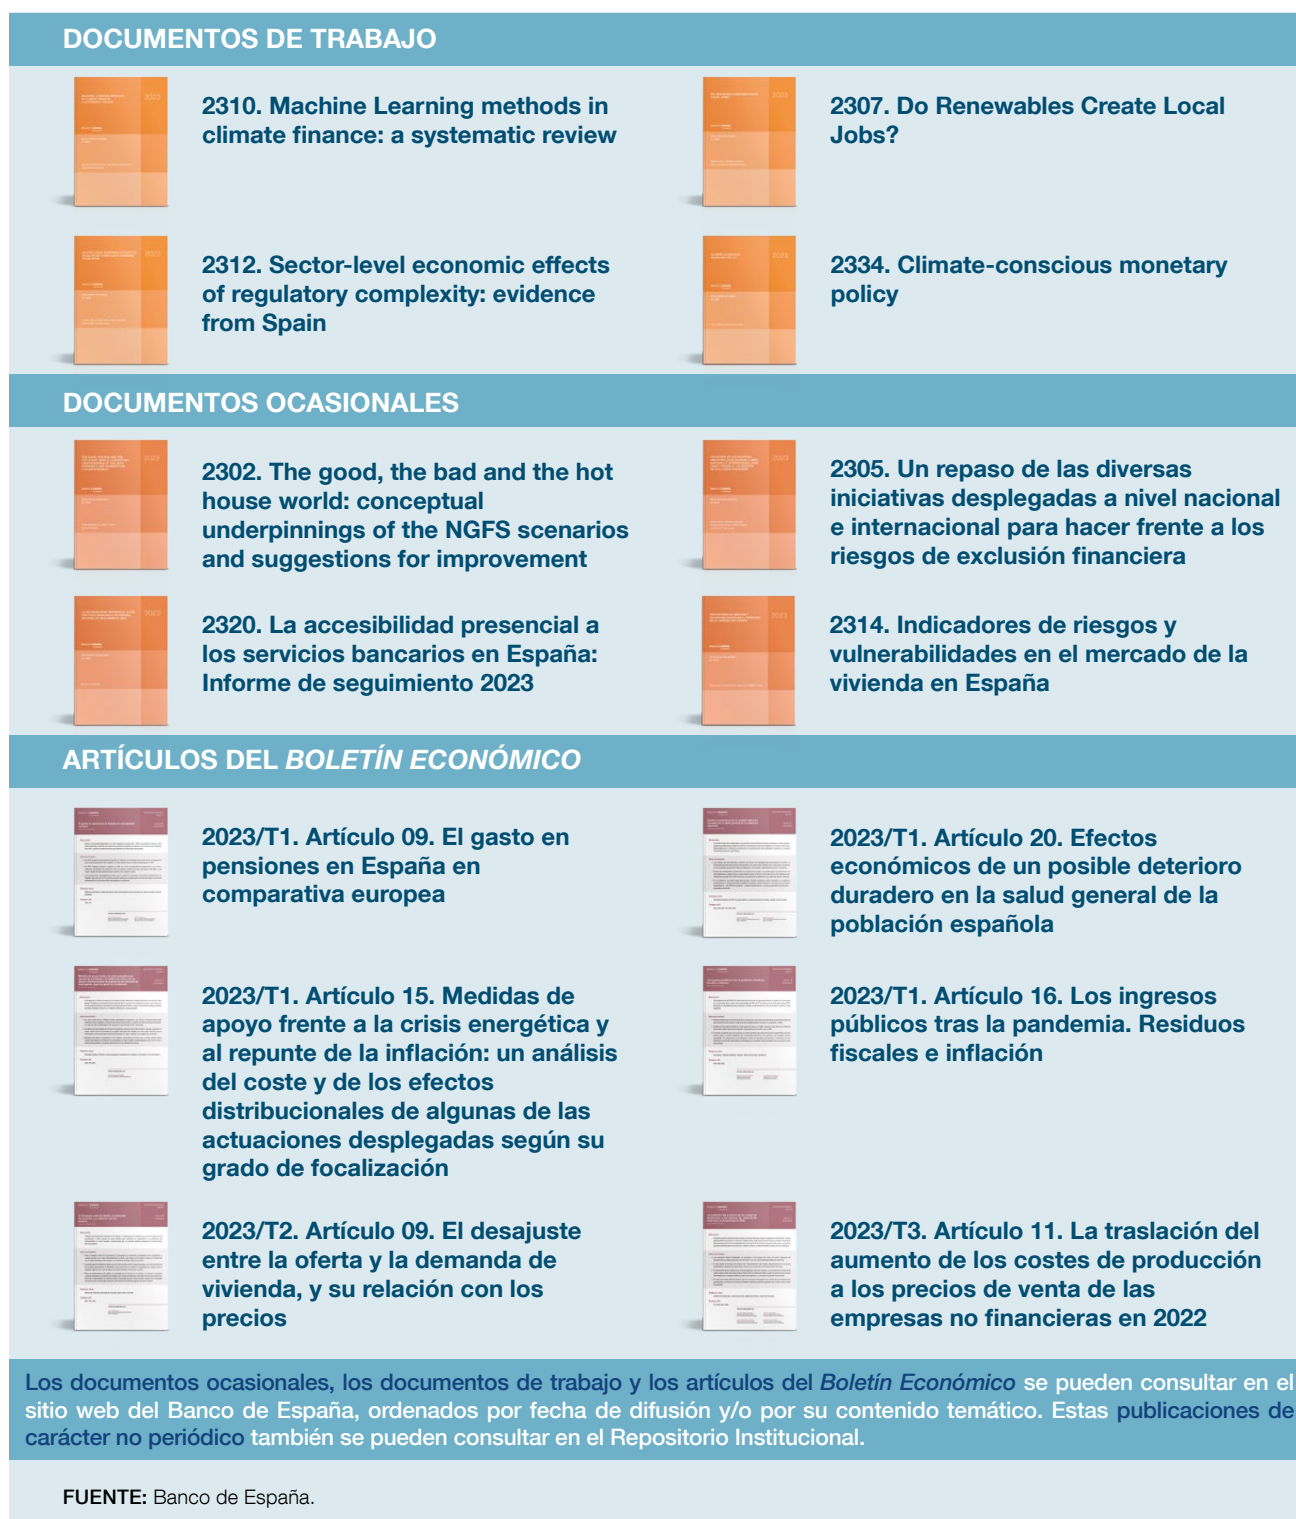 DOCUMENTOS DE TRABAJO
2310. Machine Learning methods in
climate finance: a systematic review
2307. Do Renewables Create Local
Jobs?
2312. Sector-level economic effects
of regulatory complexity: evidence
from Spain
2334. Climate-conscious monetary
policy
DOCUMENTOS OCASIONALES
2302. The good, the bad and the hot
house world: conceptual
underpinnings of the NGFS scenarios
and suggestions for improvement
2305. Un repaso de las diversas
iniciativas desplegadas a nivel nacional
e internacional para hacer frente a los
riesgos de exclusión financiera
2320. La accesibilidad presencial a
los servicios bancarios en España:
Informe de seguimiento 2023
2314. Indicadores de riesgos y
vulnerabilidades en el mercado de la
vivienda en España
ARTÍCULOS DEL BOLETÍN ECONÓMICO
2023/T1. Artículo 09. El gasto en
pensiones en España en
comparativa europea
2023/T1. Artículo 20. Efectos
económicos de un posible deterioro
duradero en la salud general de la
población española
2023/T1. Artículo 15. Medidas de
apoyo frente a la crisis energética y
al repunte de la inflación: un análisis
del coste y de los efectos
distribucionales de algunas de las
actuaciones desplegadas según su
grado de focalización
2023/T1. Artículo 16. Los ingresos
públicos tras la pandemia. Residuos
fiscales e inflación
2023/T2. Artículo 09. El desajuste
entre la oferta y la demanda de
vivienda, y su relación con los
precios
2023/T3. Artículo 11. La traslación del
aumento de los costes de producción
a los precios de venta de las
empresas no financieras en 2022
Los documentos ocasionales, los documentos de trabajo y los artículos del Boletín Económico se pueden consultar en el
sitio web del Banco de España, ordenados por fecha de difusión y/o por su contenido temático. Estas publicaciones de
carácter no periódico también se pueden consultar en el Repositorio Institucional.
FUENTE: Banco de España.